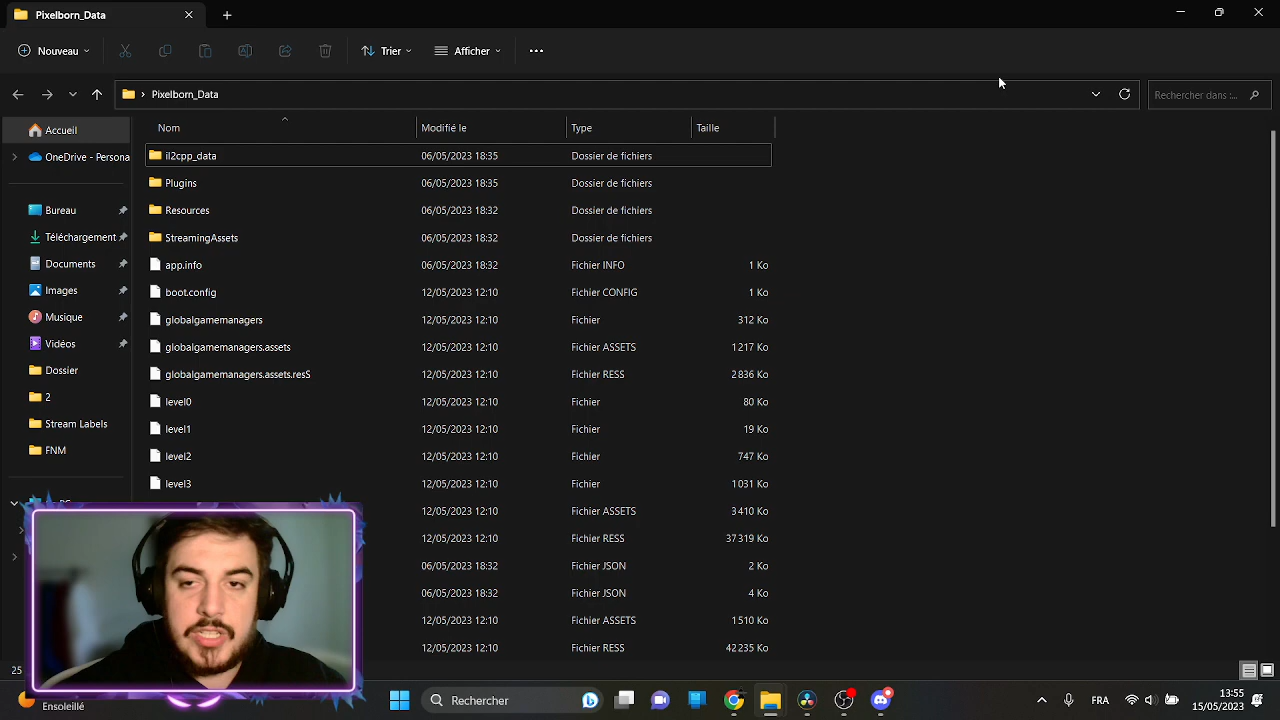 Pixelborn_Data
Nouveau
Trier
Afficher
Pixelborn_Data
Rechercher dans :...
Accueil
OneDrive - Persona
Bureau
Téléchargement
Documents
Images
Musique
Vidéos
Dossier
2
Stream Labels
FNM
Nom Modifié le Type Taille
il2cpp_data 06/05/2023 18:35 Dossier de fichiers
Plugins 06/05/2023 18:35 Dossier de fichiers
Resources 06/05/2023 18:32 Dossier de fichiers
StreamingAssets 06/05/2023 18:32 Dossier de fichiers
app.info 06/05/2023 18:32 Fichier INFO 1 Ko
boot.config 12/05/2023 12:10 Fichier CONFIG 1 Ko
globalgamemanagers 12/05/2023 12:10 Fichier 312 Ko
globalgamemanagers.assets 12/05/2023 12:10 Fichier ASSETS 1 217 Ko
globalgamemanagers.assets.resS 12/05/2023 12:10 Fichier RESS 2 836 Ko
level0 12/05/2023 12:10 Fichier 80 Ko
level1 12/05/2023 12:10 Fichier 19 Ko
level2 12/05/2023 12:10 Fichier 747 Ko
level3 12/05/2023 12:10 Fichier 1 031 Ko
12/05/2023 12:10 Fichier ASSETS 3 410 Ko
12/05/2023 12:10 Fichier RESS 37 319 Ko
06/05/2023 18:32 Fichier JSON 2 Ko
06/05/2023 18:32 Fichier JSON 4 Ko
12/05/2023 12:10 Fichier ASSETS 1 510 Ko
12/05/2023 12:10 Fichier RESS 42 235 Ko
25
Ensoleillé
Rechercher
FRA
13:55
15/05/2023